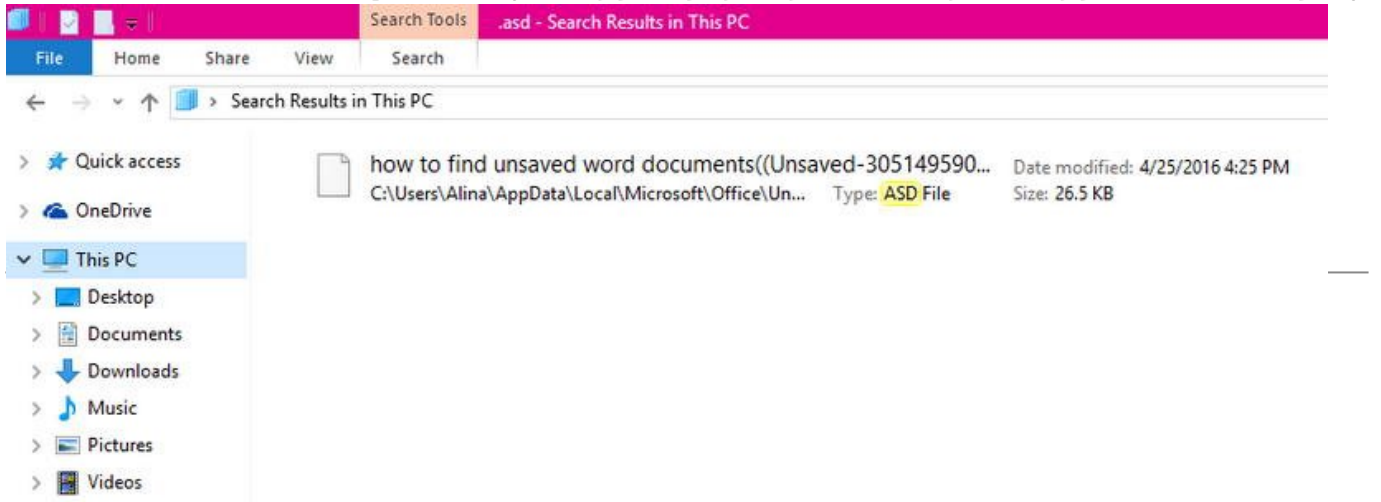 Search Tools .asd - Search Results in This PC
File Home Share View Search
Search Results in This PC
Quick access
OneDrive
This PC
Desktop
Documents
Downloads
Music
Pictures
Videos
how to find unsaved word documents((Unsaved-305149590... Date modified: 4/25/2016 4:25 PM
C:\Users\Alina\AppData\Local\Microsoft\Office\Un... Type: ASD File Size: 26.5 KB